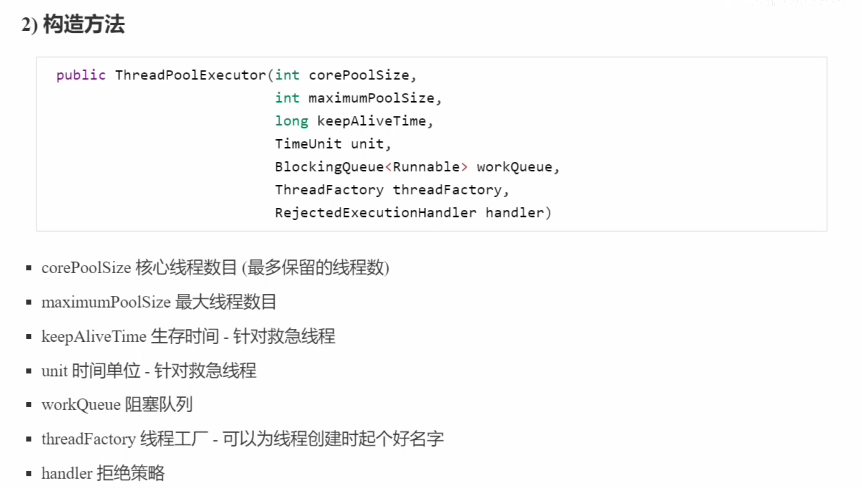 2) 构造方法
public ThreadPoolExecutor(int corePoolSize,
int maximumPoolSize,
long keepAliveTime,
TimeUnit unit,
BlockingQueue<Runnable> workQueue,
ThreadFactory threadFactory,
RejectedExecutionHandler handler)
▪ corePoolSize 核心线程数目 (最多保留的线程数)
▪ maximumPoolSize 最大线程数目
▪ keepAliveTime 生存时间 - 针对救急线程
▪ unit 时间单位 - 针对救急线程
▪ workQueue 阻塞队列
▪ threadFactory 线程工厂 - 可以为线程创建时起个好名字
▪ handler 拒绝策略